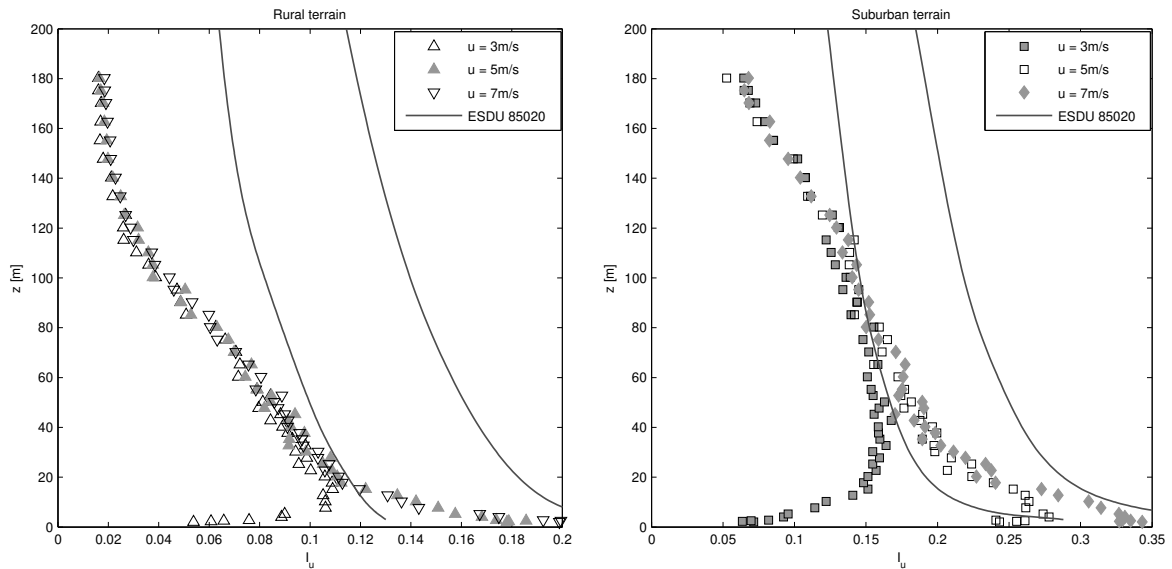 Rural terrain
200
180
160
140
120
100
80
60
40
20
0
z [m]
0
0.02
0.04
0.06
0.08
0.1
0.12
0.14
0.16
0.18
0.2
I_u
u = 3m/s
u = 5m/s
u = 7m/s
ESDU 85020
Suburban terrain
200
180
160
140
120
100
80
60
40
20
0
z [m]
0
0.05
0.1
0.15
0.2
0.25
0.3
0.35
I_u
u = 3m/s
u = 5m/s
u = 7m/s
ESDU 85020